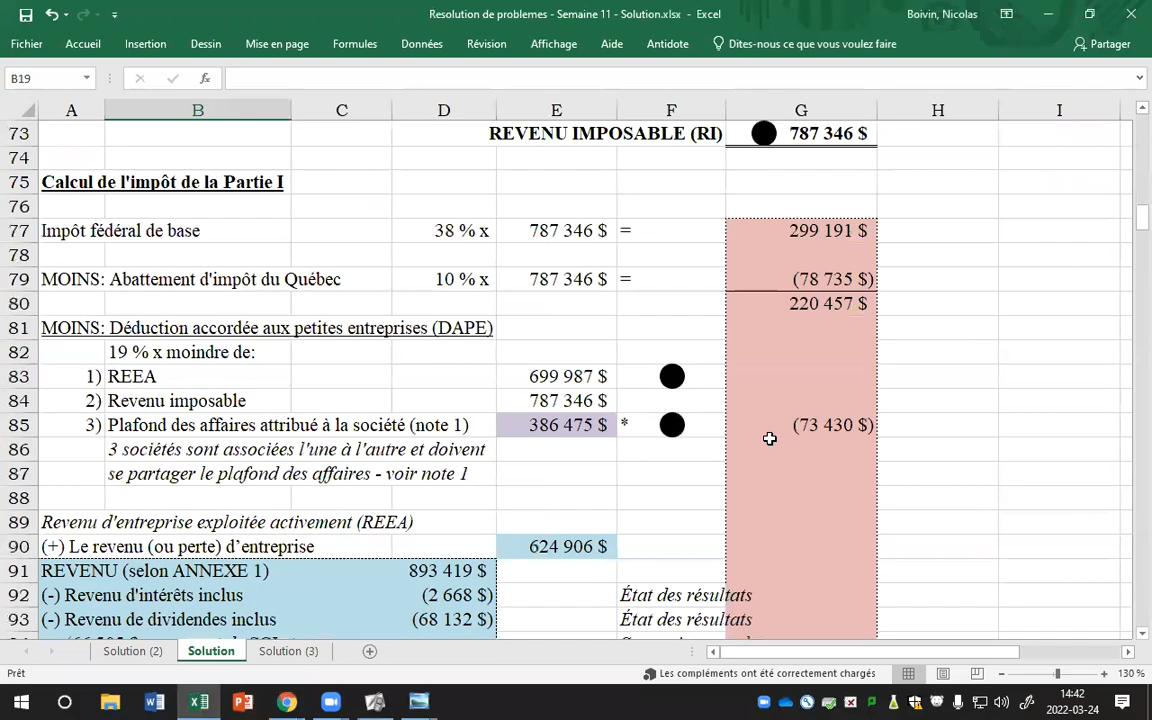 Resolution de problemes - Semaine 11 - Solution.xlsx - Excel
Boivin, Nicolas
Fichier Accueil Insertion Dessin Mise en page Formules Données Révision Affichage Aide Antidote Dites-nous ce que vous voulez faire Partager
B19 fx
A B C D E F G H I
73 REVENU IMPOSABLE (RI) 787 346 $
74
75 Calcul de l'impôt de la Partie I
76
77 Impôt fédéral de base 38 % x 787 346 $ = 299 191 $
78
79 MOINS: Abattement d'impôt du Québec 10 % x 787 346 $ = (78 735 $)
80 220 457 $
81 MOINS: Déduction accordée aux petites entreprises (DAPE)
82 19 % x moindre de:
83 1) REEA 699 987 $
84 2) Revenu imposable 787 346 $
85 3) Plafond des affaires attribué à la société (note 1) 386 475 $ * (73 430 $)
86 3 sociétés sont associées l'une à l'autre et doivent
87 se partager le plafond des affaires - voir note 1
88
89 Revenu d'entreprise exploitée activement (REEA)
90 (+) Le revenu (ou perte) d'entreprise 624 906 $
91 REVENU (selon ANNEXE 1) 893 419 $
92 (-) Revenu d'intérêts inclus (2 668 $) État des résultats
93 (-) Revenu de dividendes inclus (68 132 $) État des résultats
Solution (2) Solution Solution (3)
Prêt Les compléments ont été correctement chargés 130 %
14:42
2022-03-24